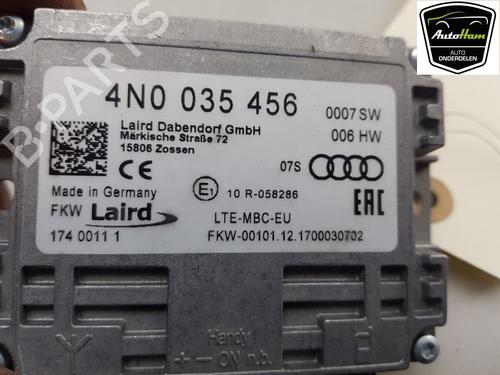 AutoHam
AUTO
ONDERDELEN
B-PARTS
4N0 035 456
0007 SW
006 HW
Laird Dabendorf GmbH
Märkische Straße 72
15806 Zossen
CE
07S
Made in Germany
E1
10 R-058286
EAC
FKW Laird
LTE-MBC-EU
174 0011 1
FKW-00101.12.1700030702
Handy
+ − ON n.b.